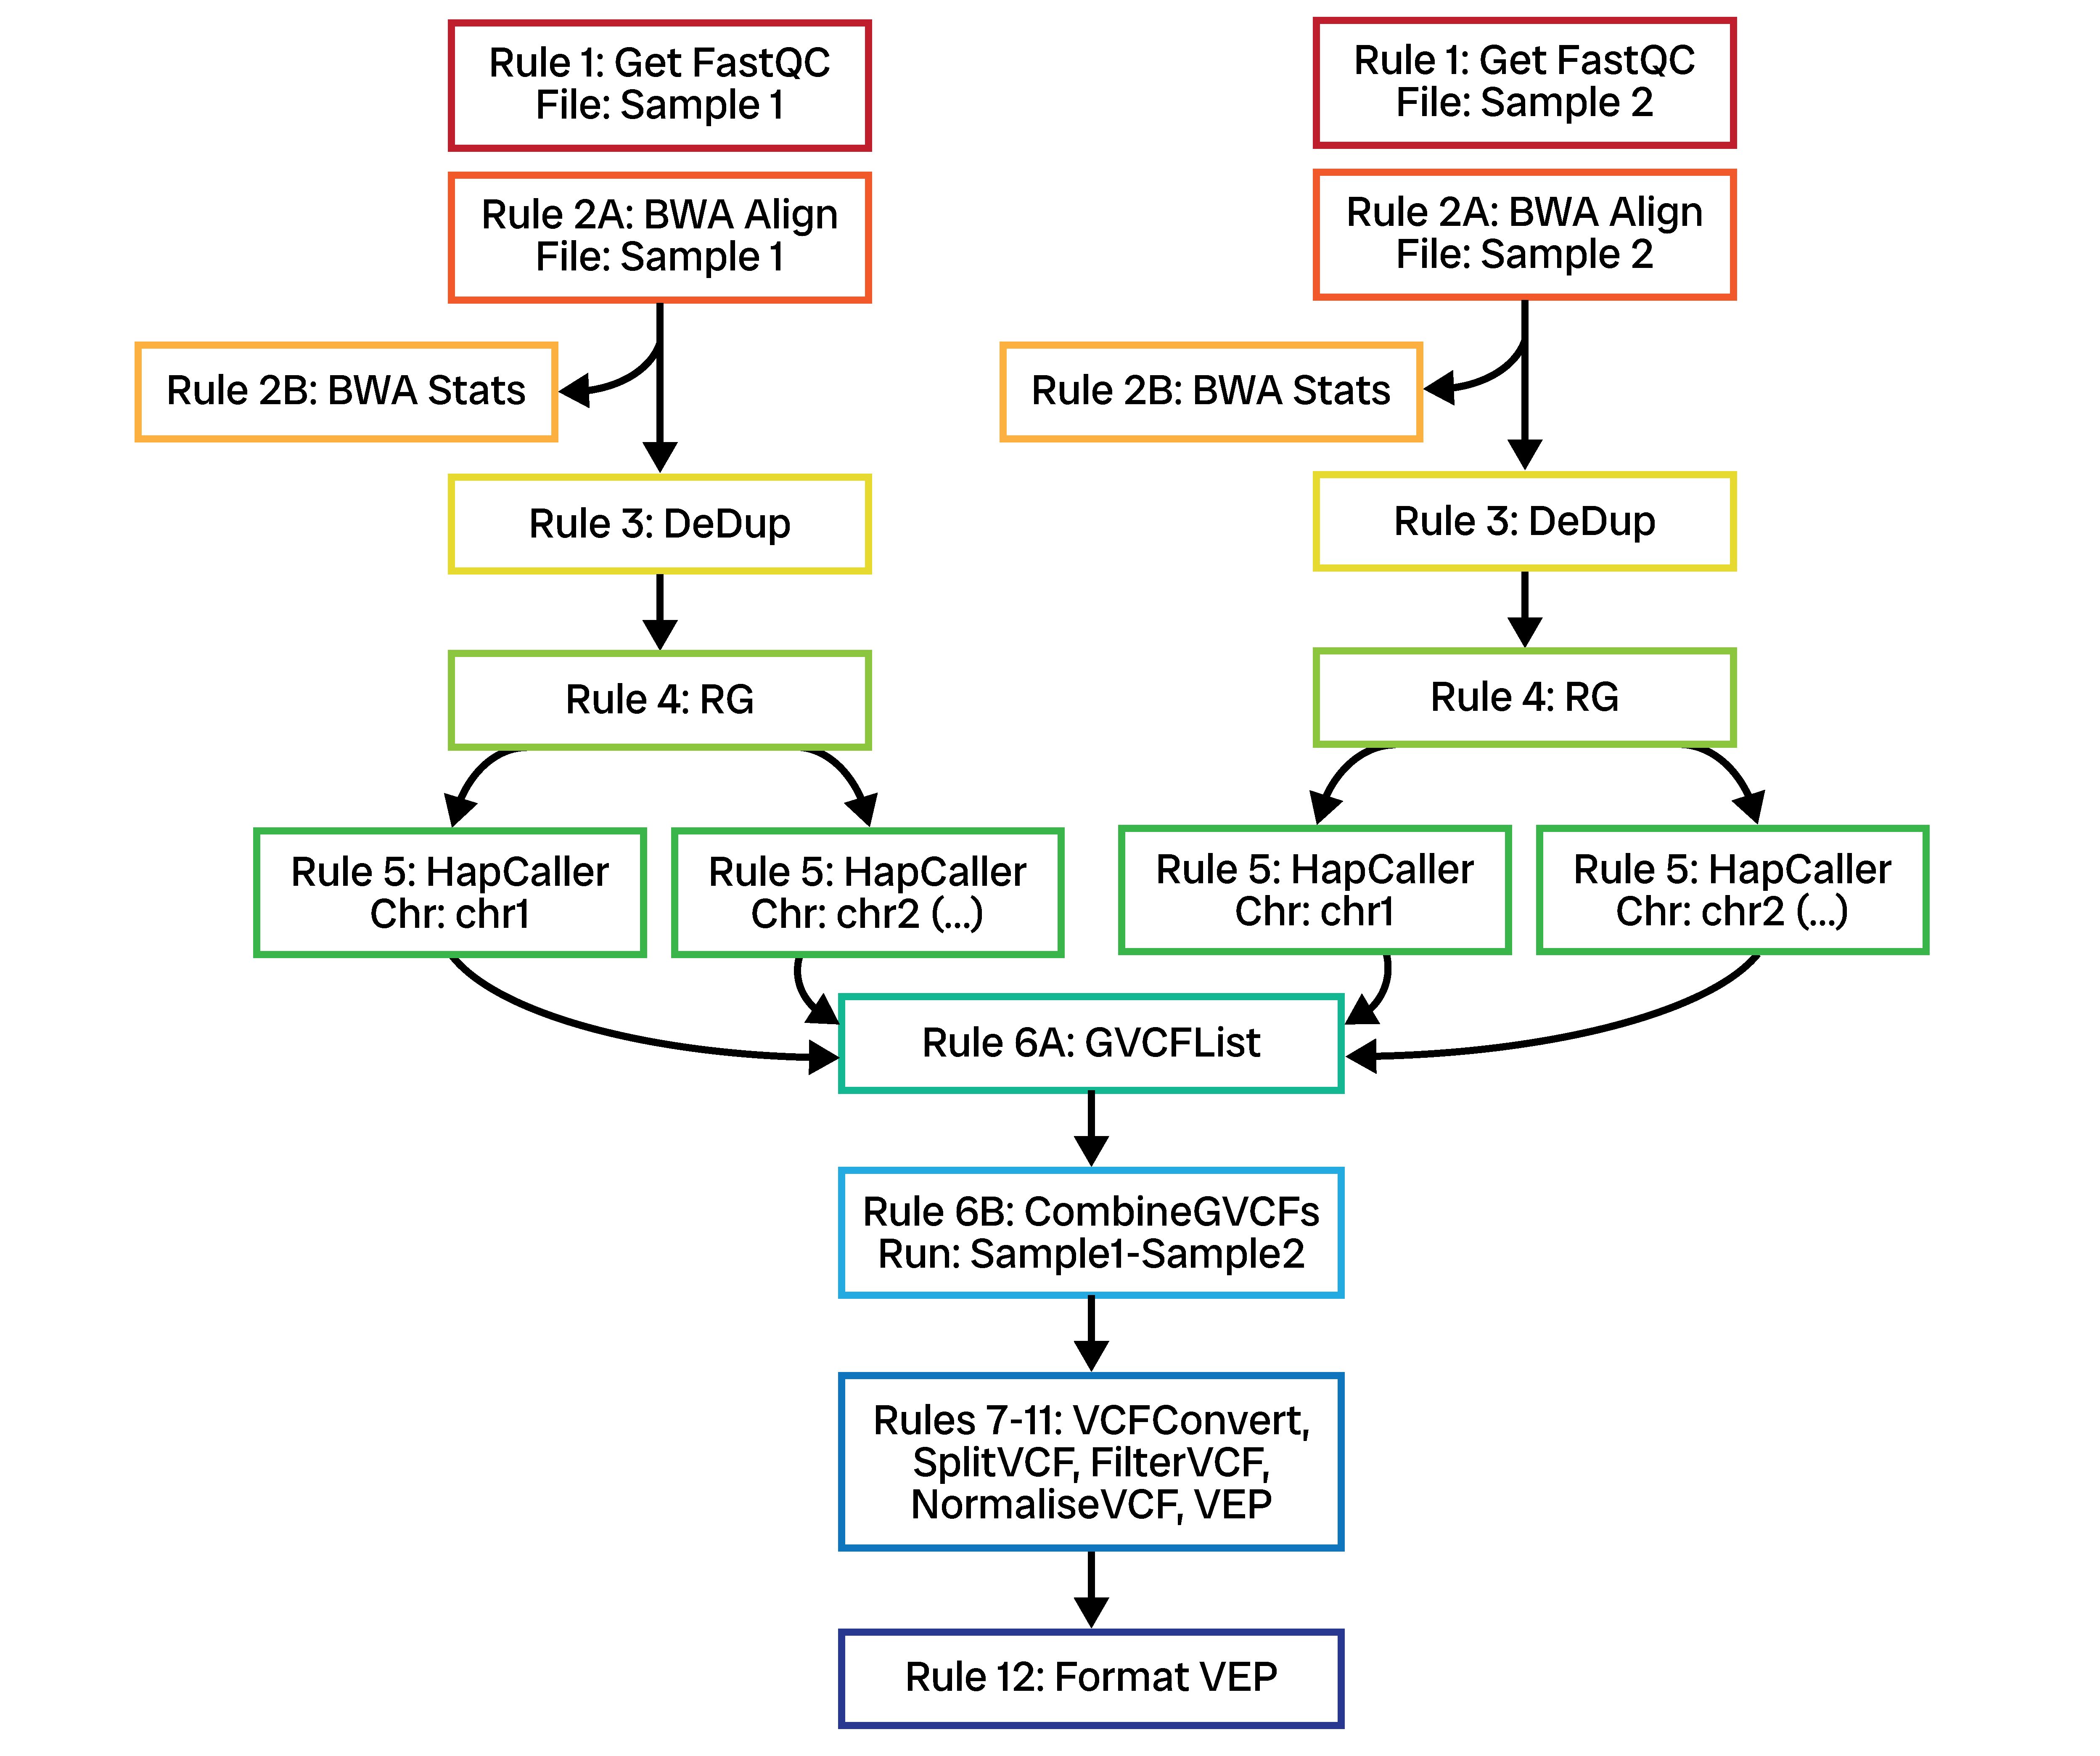 Rule 1: Get FastQC
File: Sample 1
Rule 1: Get FastQC
File: Sample 2
Rule 2A: BWA Align
File: Sample 1
Rule 2A: BWA Align
File: Sample 2
Rule 2B: BWA Stats
Rule 2B: BWA Stats
Rule 3: DeDup
Rule 3: DeDup
Rule 4: RG
Rule 4: RG
Rule 5: HapCaller
Chr: chr1
Rule 5: HapCaller
Chr: chr2 (...)
Rule 5: HapCaller
Chr: chr1
Rule 5: HapCaller
Chr: chr2 (...)
Rule 6A: GVCFList
Rule 6B: CombineGVCFs
Run: Sample1-Sample2
Rules 7-11: VCFConvert,
SplitVCF, FilterVCF,
NormaliseVCF, VEP
Rule 12: Format VEP